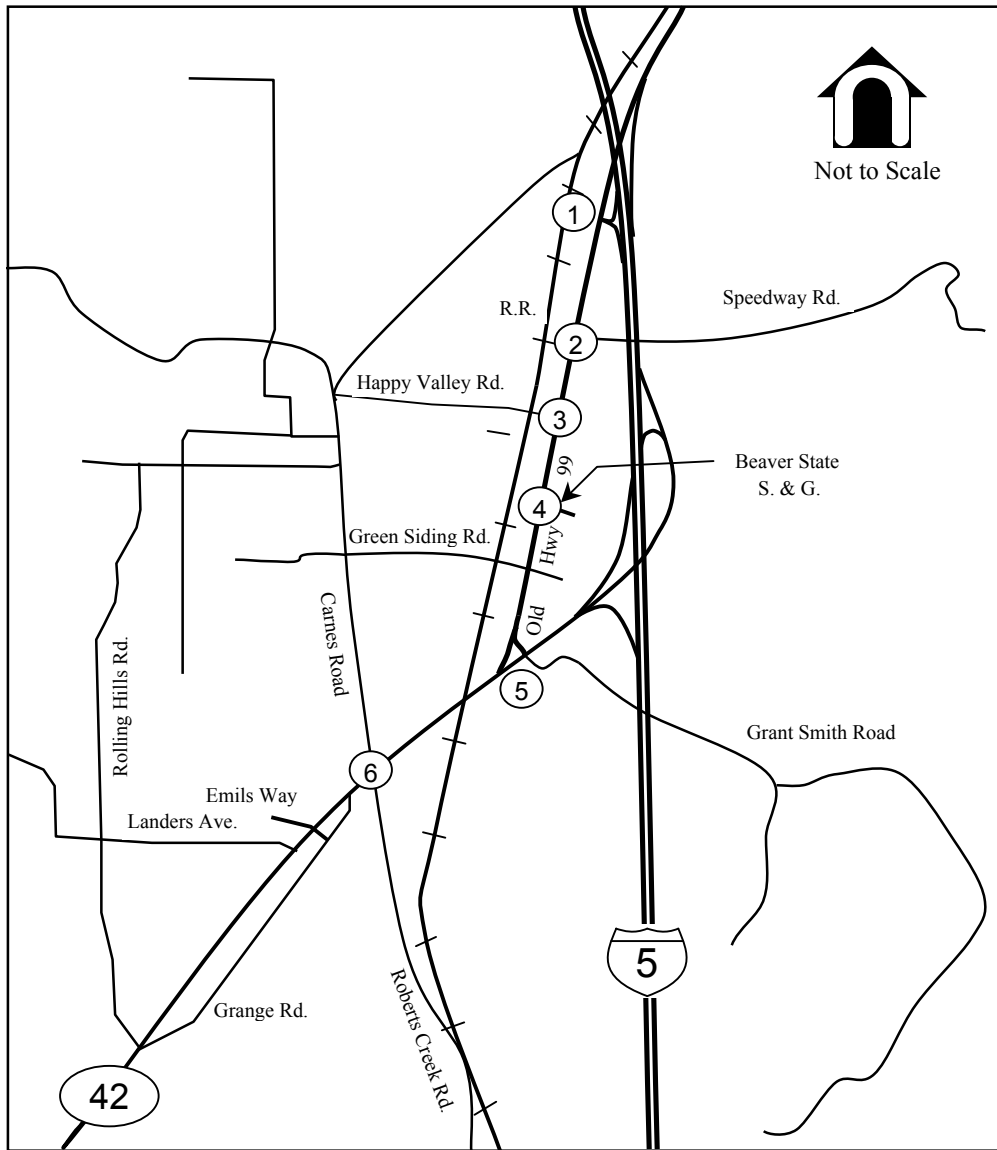 Not to Scale
1
R.R.
Speedway Rd.
2
Happy Valley Rd.
3
Beaver State
S. & G.
4
Green Siding Rd.
Old Hwy 99
Carnes Road
Rolling Hills Rd.
5
Grant Smith Road
6
Emils Way
Landers Ave.
5
Grange Rd.
Roberts Creek Rd.
42